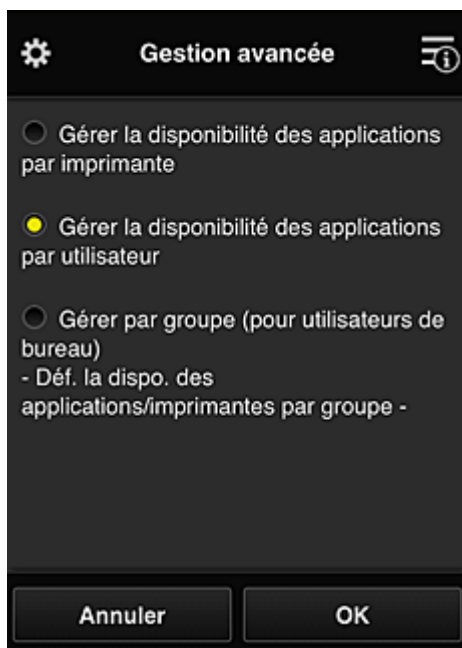 Gestion avancée
Gérer la disponibilité des applications
par imprimante
Gérer la disponibilité des applications
par utilisateur
Gérer par groupe (pour utilisateurs de
bureau)
- Déf. la dispo. des
applications/imprimantes par groupe -
Annuler
OK